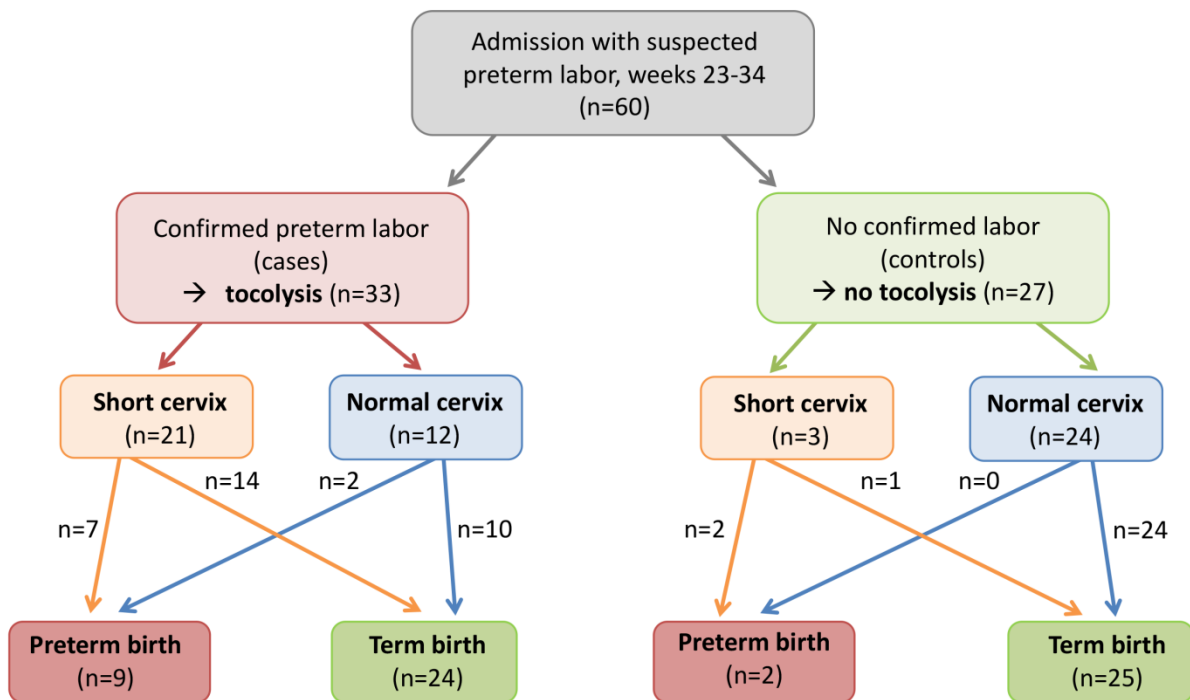 Admission with suspected
preterm labor, weeks 23-34
(n=60)
Confirmed preterm labor
(cases)
→ tocolysis (n=33)
No confirmed labor
(controls)
→ no tocolysis (n=27)
Short cervix
(n=21)
Normal cervix
(n=12)
Short cervix
(n=3)
Normal cervix
(n=24)
n=14
n=2
n=1
n=0
n=7
n=10
n=2
n=24
Preterm birth
(n=9)
Term birth
(n=24)
Preterm birth
(n=2)
Term birth
(n=25)